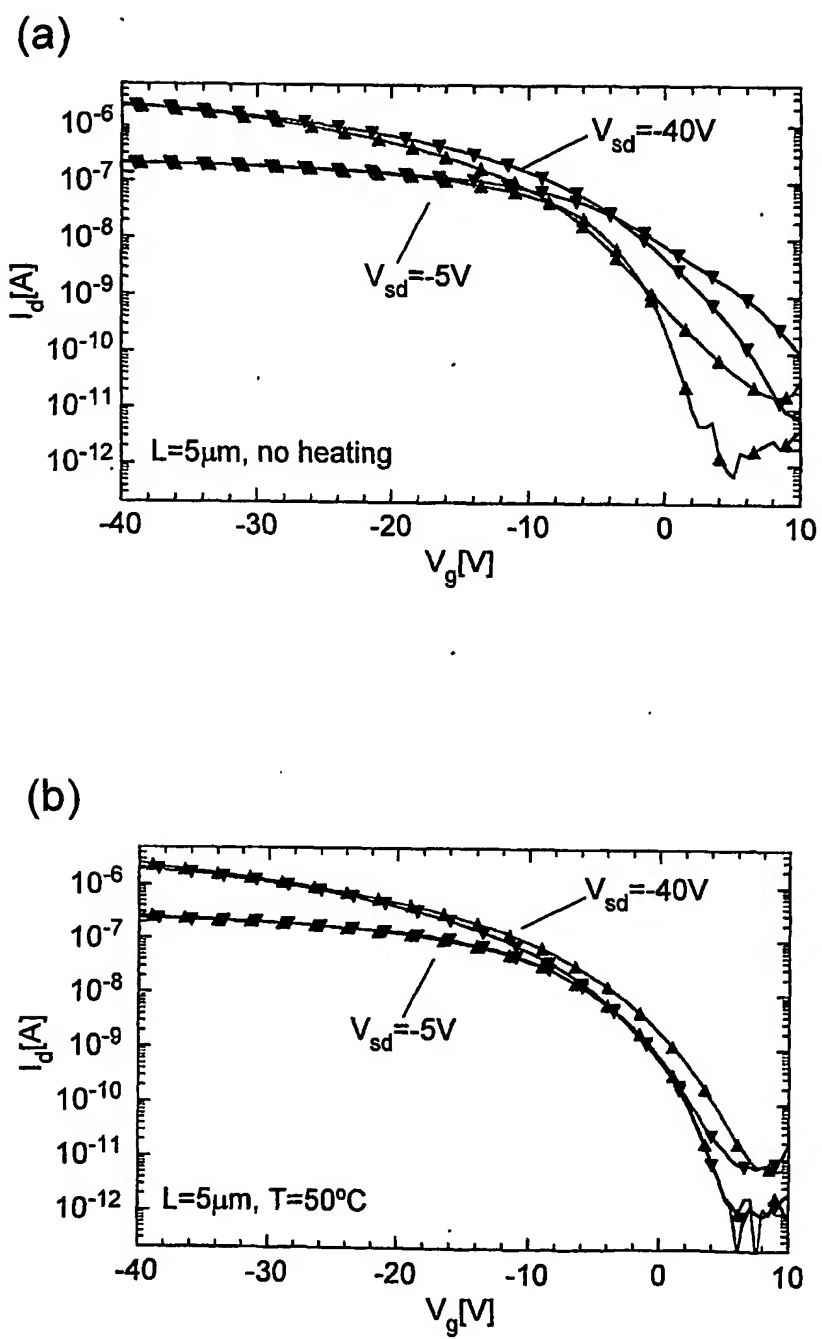 (a)
10⁻⁶
10⁻⁷
10⁻⁸
10⁻⁹
10⁻¹⁰
10⁻¹¹
10⁻¹²
I_d[A]
V_sd=-40V
V_sd=-5V
L=5μm, no heating
-40 -30 -20 -10 0 10
V_g[V]
(b)
10⁻⁶
10⁻⁷
10⁻⁸
10⁻⁹
10⁻¹⁰
10⁻¹¹
10⁻¹²
I_d[A]
V_sd=-40V
V_sd=-5V
L=5μm, T=50ºC
-40 -30 -20 -10 0 10
V_g[V]